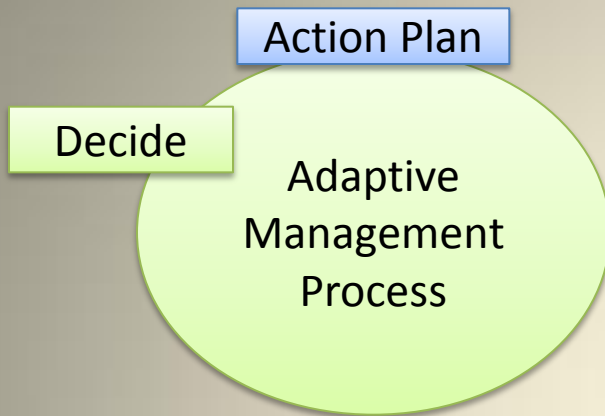 Action Plan
Decide
Adaptive
Management
Process